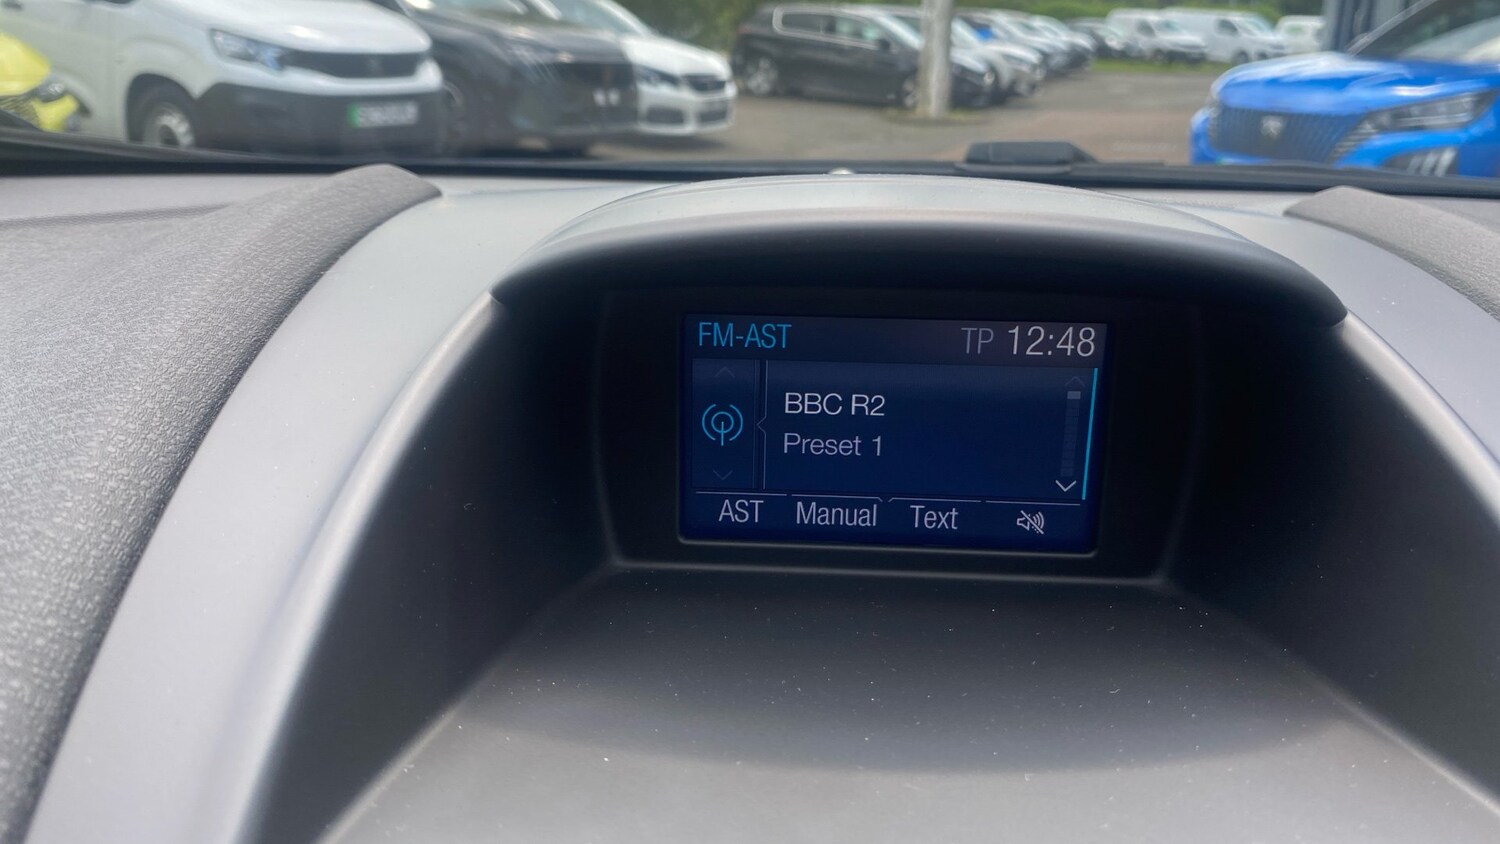 FM-AST TP 12:48
BBC R2
Preset 1
AST Manual Text